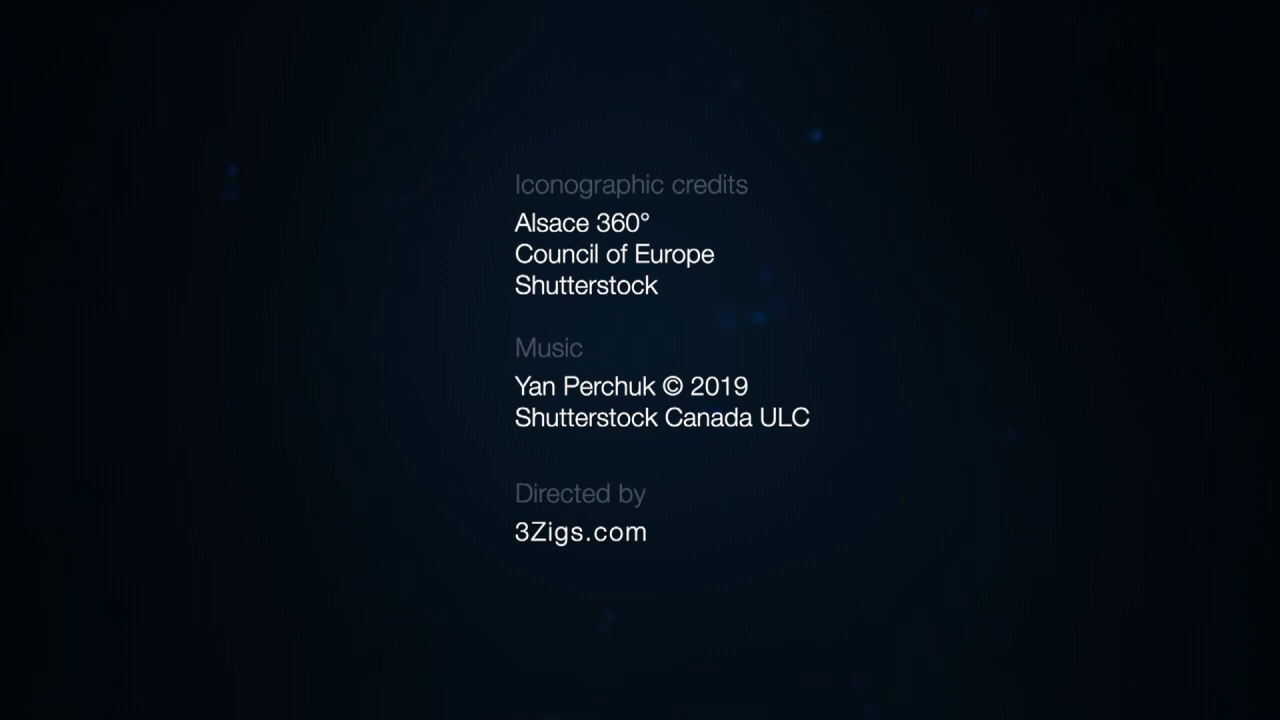 Iconographic credits
Alsace 360°
Council of Europe
Shutterstock
Music
Yan Perchuk © 2019
Shutterstock Canada ULC
Directed by
3Zigs.com